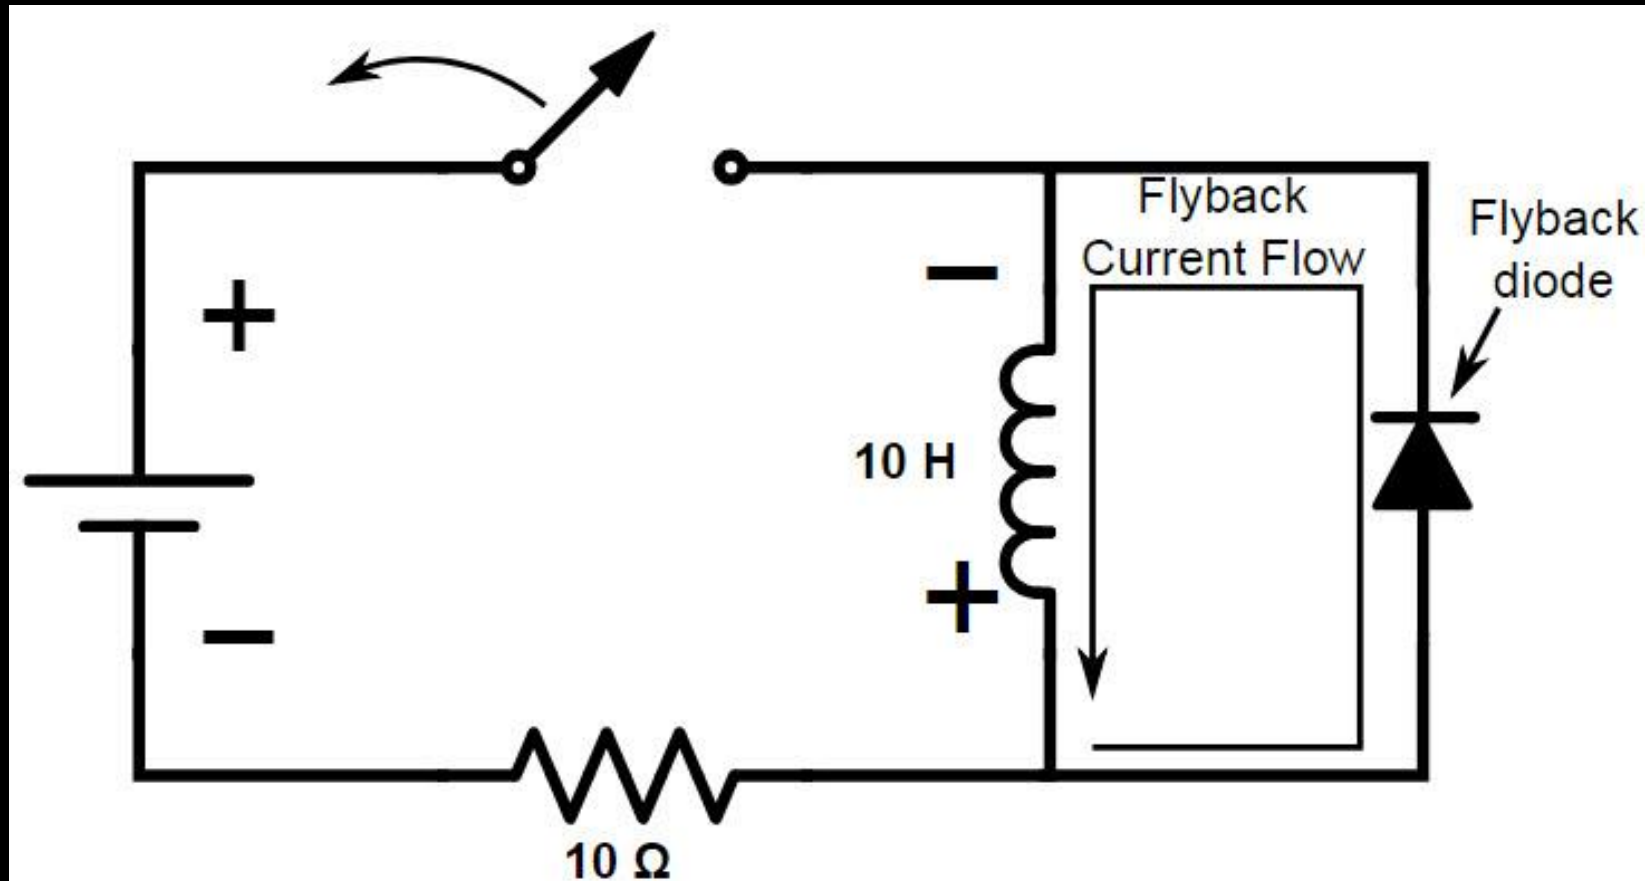 Flyback
Current Flow
Flyback
diode
+
−
−
+
10 H
10 Ω